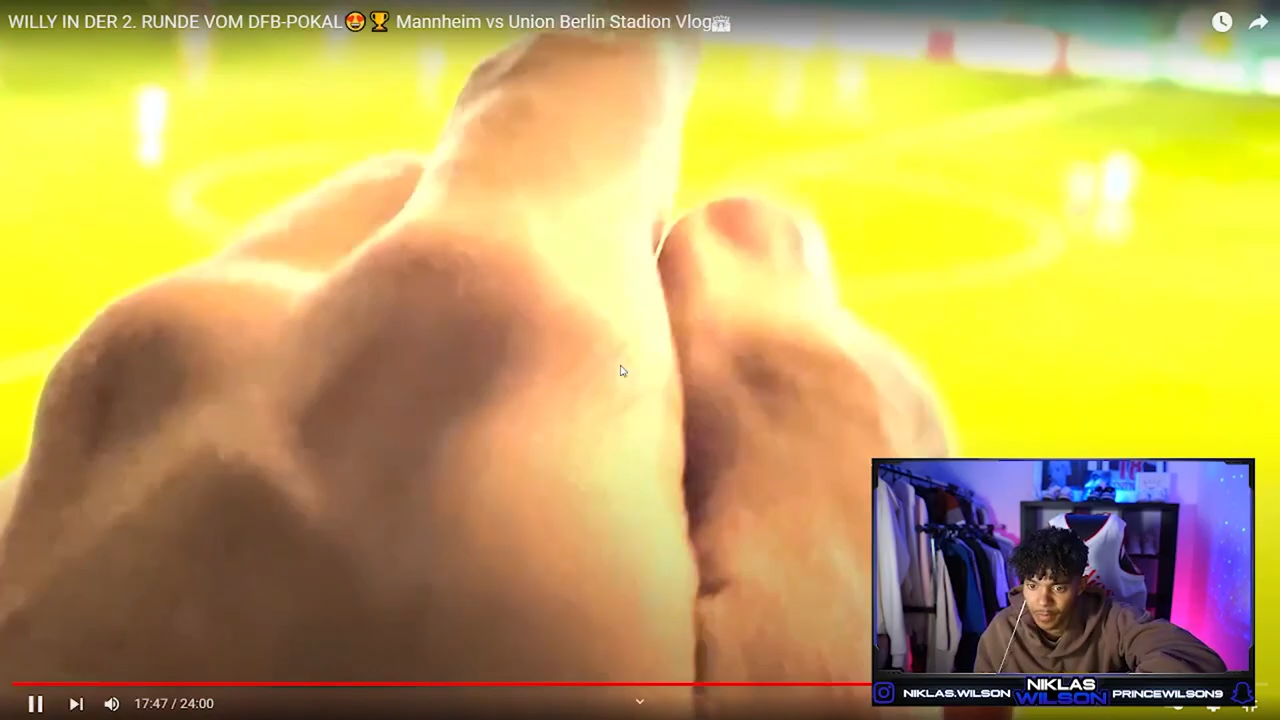 WILLY IN DER 2. RUNDE VOM DFB-POKAL😍🏆 Mannheim vs Union Berlin Stadion Vlog🏟
17:47 / 24:00
NIKLAS.WILSON
NIKLAS
WILSON
PRINCEWILSON9